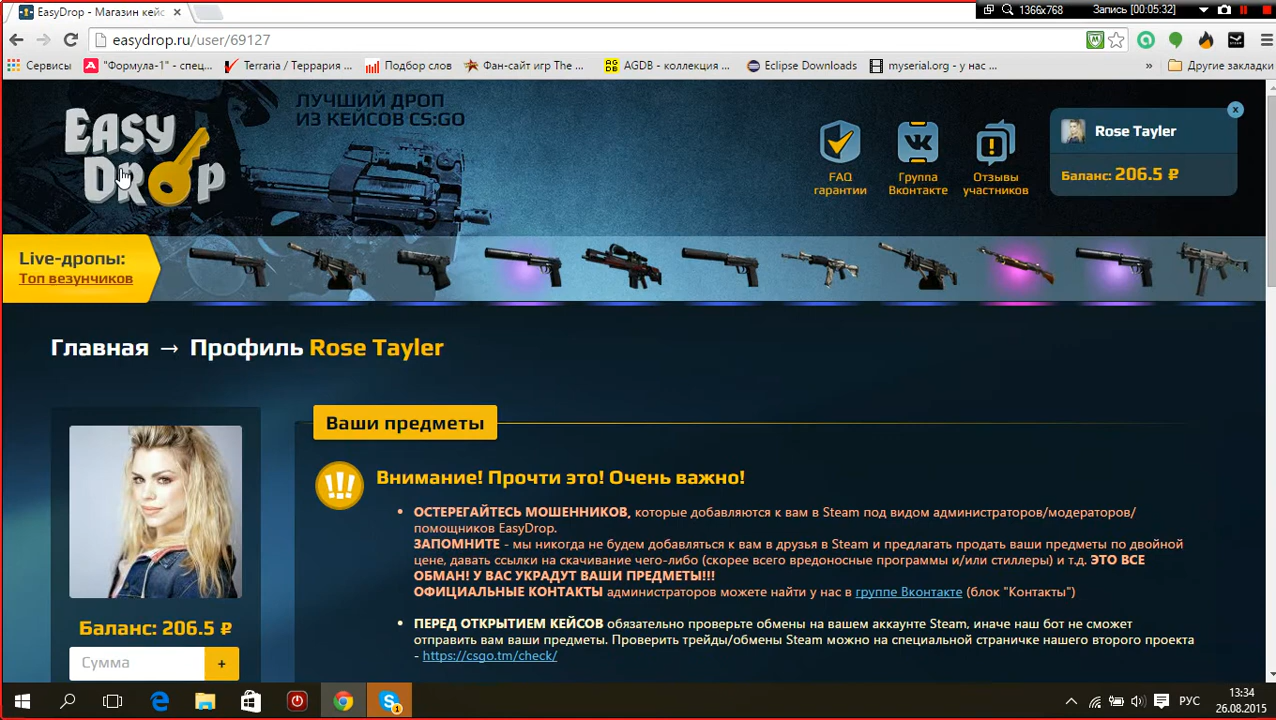 EasyDrop - Магазин кейс
1366x768
Запись [00:05:32]
easydrop.ru/user/69127
Сервисы
"Формула-1" - спец...
Terraria / Террария ...
Подбор слов
Фан-сайт игр The ...
AGDB - коллекция ...
Eclipse Downloads
myserial.org - у нас ...
»
Другие закладки
EASY DROP
ЛУЧШИЙ ДРОП
ИЗ КЕЙСОВ CS:GO
FAQ
гарантии
Группа
Вконтакте
Отзывы
участников
Rose Tayler
Баланс: 206.5 ₽
Live-дропы:
Топ везунчиков
Главная → Профиль Rose Tayler
Ваши предметы
Внимание! Прочти это! Очень важно!
• ОСТЕРЕГАЙТЕСЬ МОШЕННИКОВ, которые добавляются к вам в Steam под видом администраторов/модераторов/
помощников EasyDrop.
ЗАПОМНИТЕ - мы никогда не будем добавляться к вам в друзья в Steam и предлагать продать ваши предметы по двойной
цене, давать ссылки на скачивание чего-либо (скорее всего вредоносные программы и/или стиллеры) и т.д. ЭТО ВСЕ
ОБМАН! У ВАС УКРАДУТ ВАШИ ПРЕДМЕТЫ!!!
ОФИЦИАЛЬНЫЕ КОНТАКТЫ администраторов можете найти у нас в группе Вконтакте (блок "Контакты")
• ПЕРЕД ОТКРЫТИЕМ КЕЙСОВ обязательно проверьте обмены на вашем аккаунте Steam, иначе наш бот не сможет
отправить вам ваши предметы. Проверить трейды/обмены Steam можно на специальной страничке нашего второго проекта
- https://csgo.tm/check/
Баланс: 206.5 ₽
Сумма
+
РУС
13:34
26.08.2015